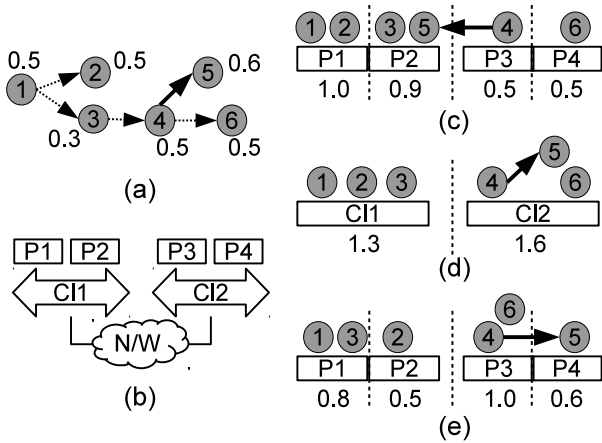 0.5
1
2
0.5
3
0.3
4
0.5
5
0.6
6
0.5
(a)
P1 P2 P3 P4
Cl1 Cl2
N/W
(b)
1 2 3 5 4 6
P1 P2 P3 P4
1.0 0.9 0.5 0.5
(c)
5
1 2 3 4 6
Cl1 Cl2
1.3 1.6
(d)
6
1 3 2 4 5
P1 P2 P3 P4
0.8 0.5 1.0 0.6
(e)